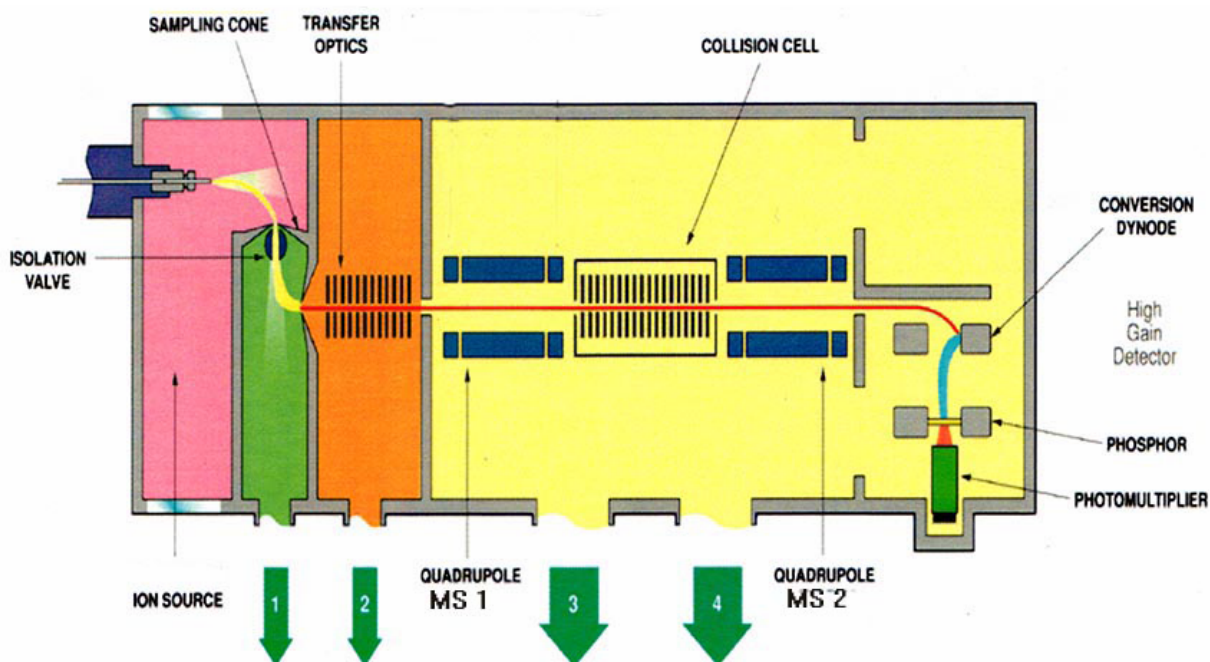 SAMPLING CONE
TRANSFER
OPTICS
COLLISION CELL
CONVERSION
DYNODE
ISOLATION
VALVE
High
Gain
Detector
PHOSPHOR
PHOTOMULTIPLIER
ION SOURCE
1
2
QUADRUPOLE
MS 1
3
4
QUADRUPOLE
MS 2